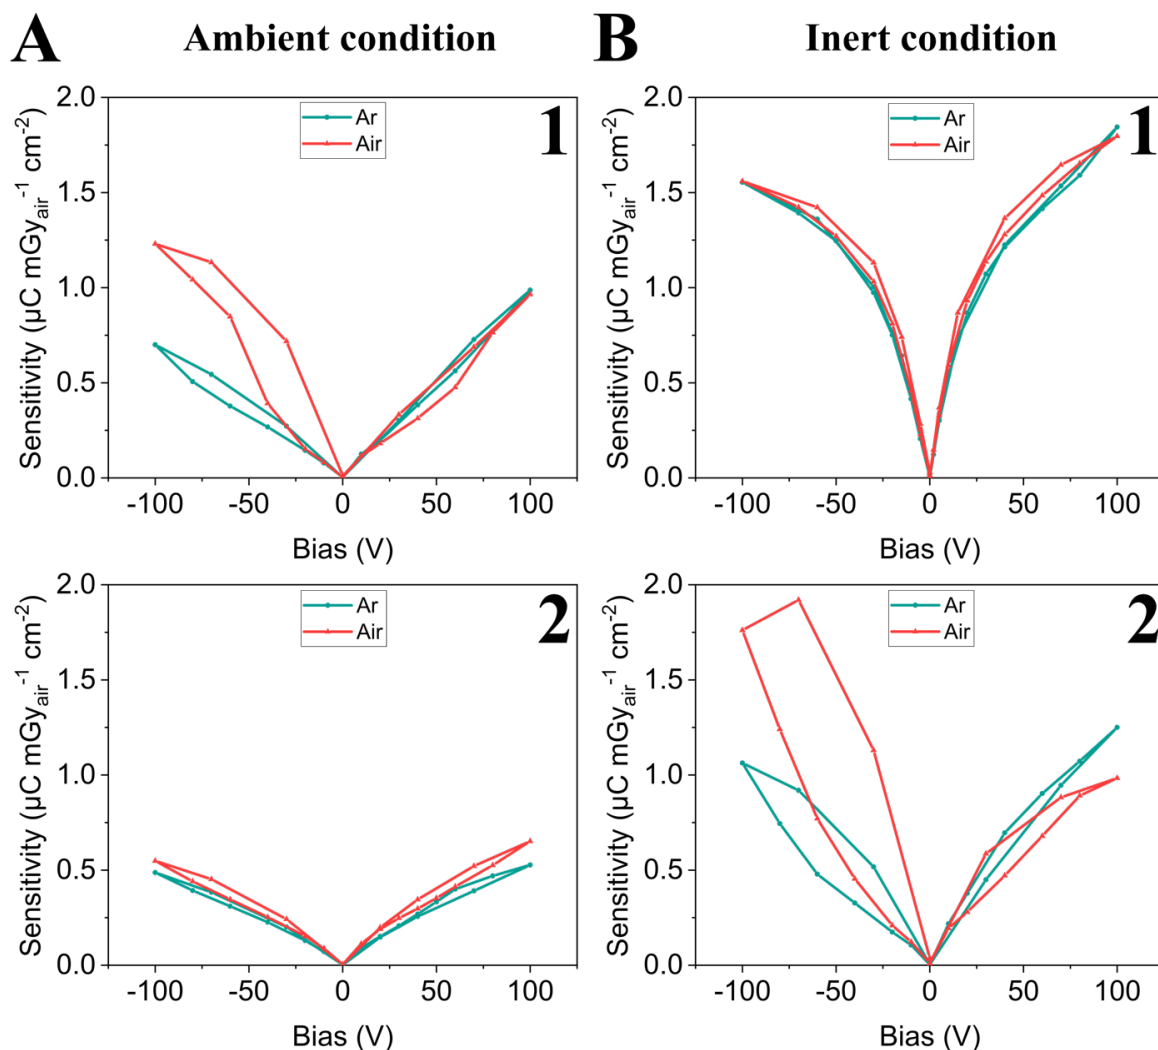 A
Ambient condition
B
Inert condition
2.0
1.5
1.0
0.5
0.0
Sensitivity (µC mGyair-1 cm-2)
Ar
Air
1
-100
-50
0
50
100
Bias (V)
2.0
1.5
1.0
0.5
0.0
Sensitivity (µC mGyair-1 cm-2)
Ar
Air
1
-100
-50
0
50
100
Bias (V)
2.0
1.5
1.0
0.5
0.0
Sensitivity (µC mGyair-1 cm-2)
Ar
Air
2
-100
-50
0
50
100
Bias (V)
2.0
1.5
1.0
0.5
0.0
Sensitivity (µC mGyair-1 cm-2)
Ar
Air
2
-100
-50
0
50
100
Bias (V)